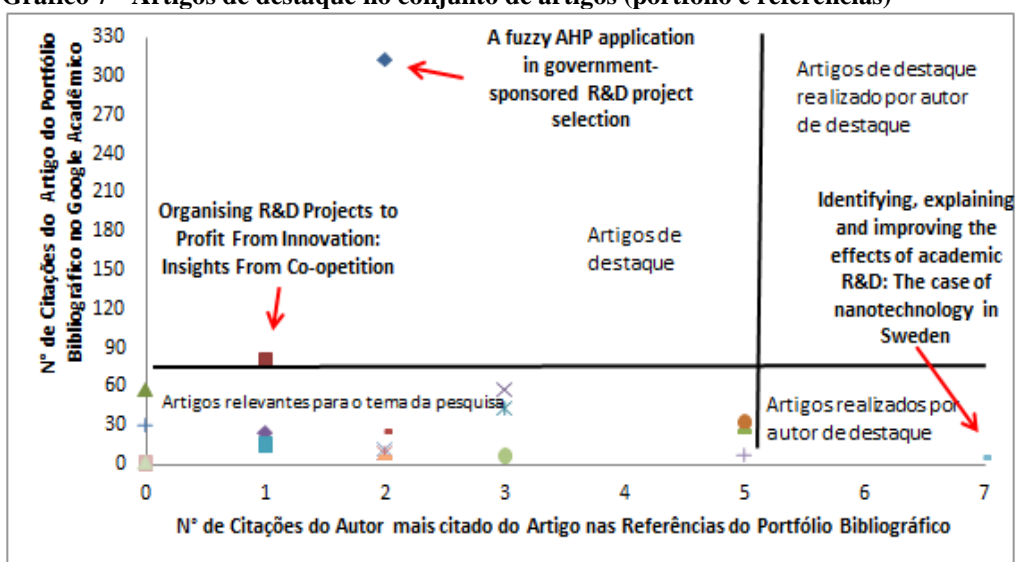 Gráfico 7 - Artigos de destaque no conjunto de artigos (portfólio e referências)
N° de Citações do Artigo do Portfólio
Bibliográfico no Google Acadêmico
330
300
270
240
210
180
150
120
90
60
30
0
A fuzzy AHP application
in government-
sponsored R&D project
selection
Artigos de destaque
realizado por autor
de destaque
Organising R&D Projects to
Profit From Innovation:
Insights From Co-opetition
Artigos de
destaque
Identifying, explaining
and improving the
effects of academic
R&D: The case of
nanotechnology in
Sweden
Artigos relevantes para o tema da pesquisa
Artigos realizados por
autor de destaque
0 1 2 3 4 5 6 7
N° de Citações do Autor mais citado do Artigo nas Referências do Portfólio Bibliográfico